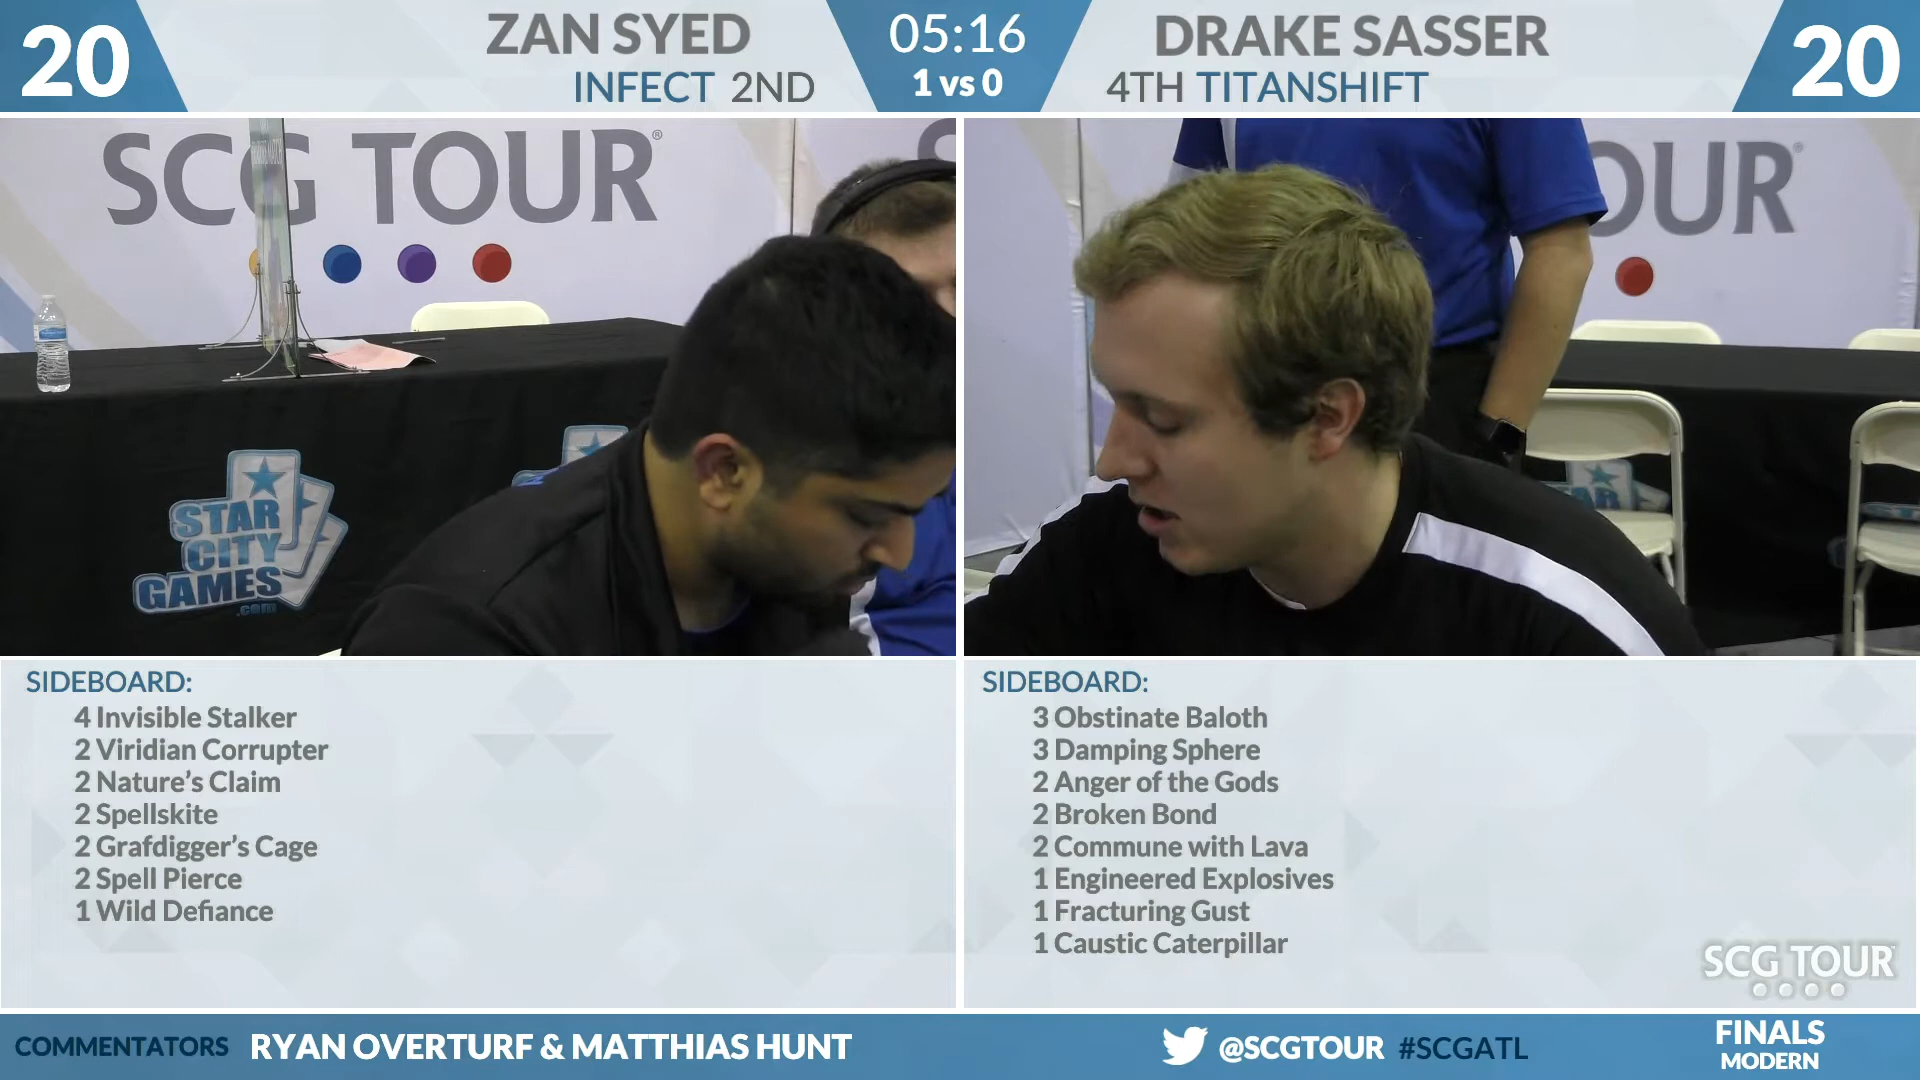 20
ZAN SYED
INFECT 2ND
05:16
1 vs 0
DRAKE SASSER
4TH TITANSHIFT
20
SCG TOUR®
OUR®
STAR
CITY
GAMES
.com
SIDEBOARD:
4 Invisible Stalker
2 Viridian Corrupter
2 Nature's Claim
2 Spellskite
2 Grafdigger's Cage
2 Spell Pierce
1 Wild Defiance
SIDEBOARD:
3 Obstinate Baloth
3 Damping Sphere
2 Anger of the Gods
2 Broken Bond
2 Commune with Lava
1 Engineered Explosives
1 Fracturing Gust
1 Caustic Caterpillar
SCG TOUR
COMMENTATORS RYAN OVERTURF & MATTHIAS HUNT
@SCGTOUR #SCGATL
FINALS
MODERN